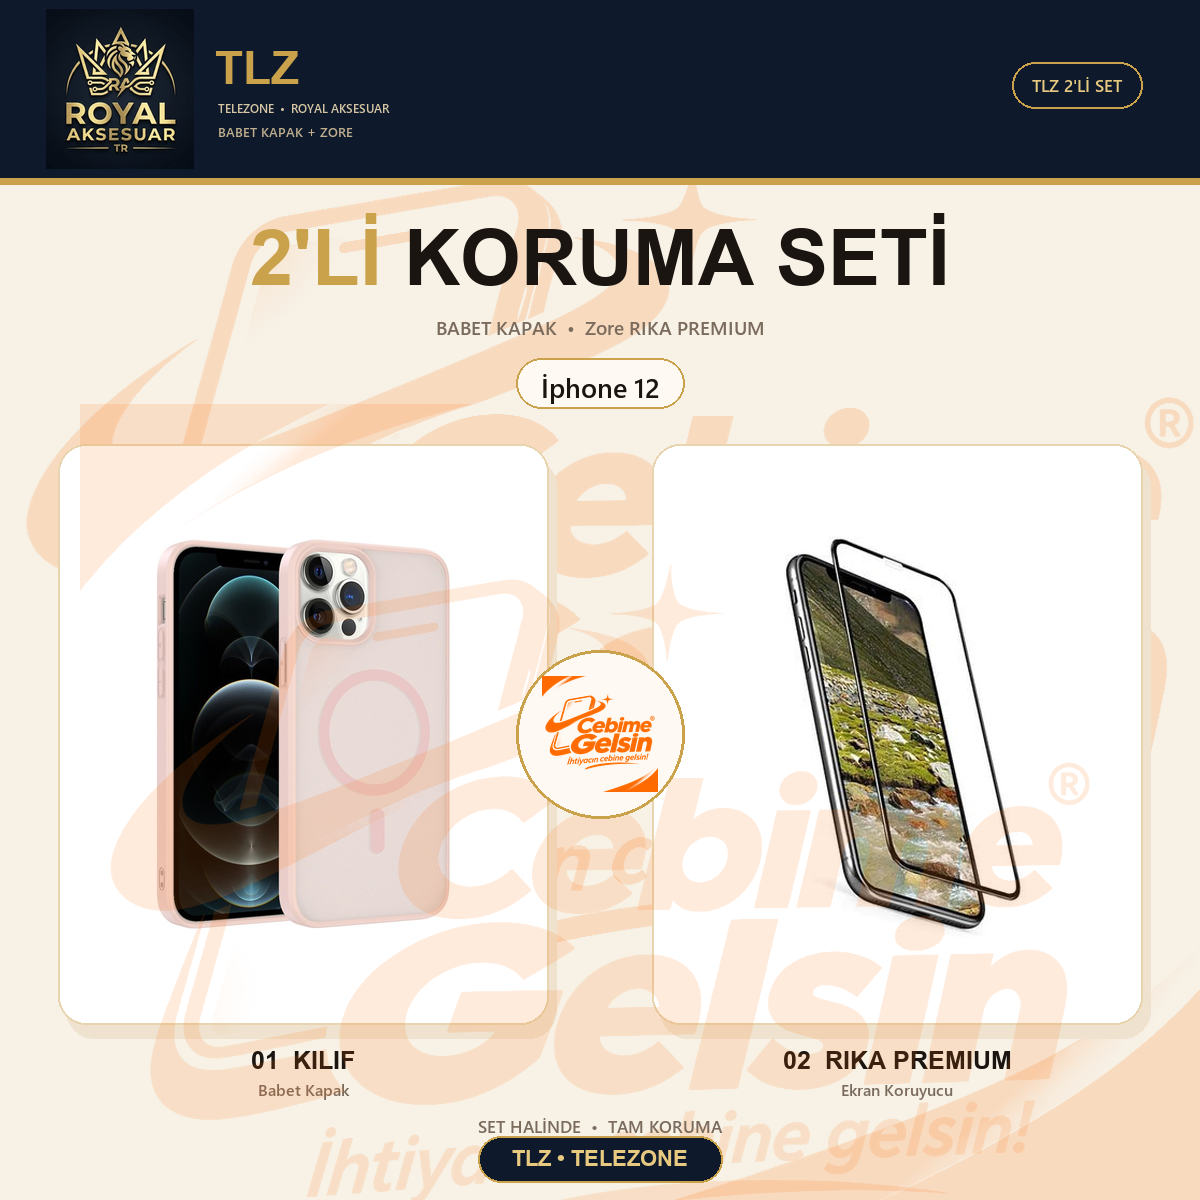 ROYAL
AKSESUAR
TR
TLZ
TELEZONE • ROYAL AKSESUAR
BABET KAPAK + ZORE
TLZ 2'Lİ SET
2'Lİ KORUMA SETİ
BABET KAPAK • Zore RIKA PREMIUM
İphone 12
Cebime
Gelsin
İhtiyacın cebine gelsin!
®
Cebime
Gelsin
®
01 KILIF
Babet Kapak
02 RIKA PREMIUM
Ekran Koruyucu
SET HALİNDE • TAM KORUMA
TLZ • TELEZONE